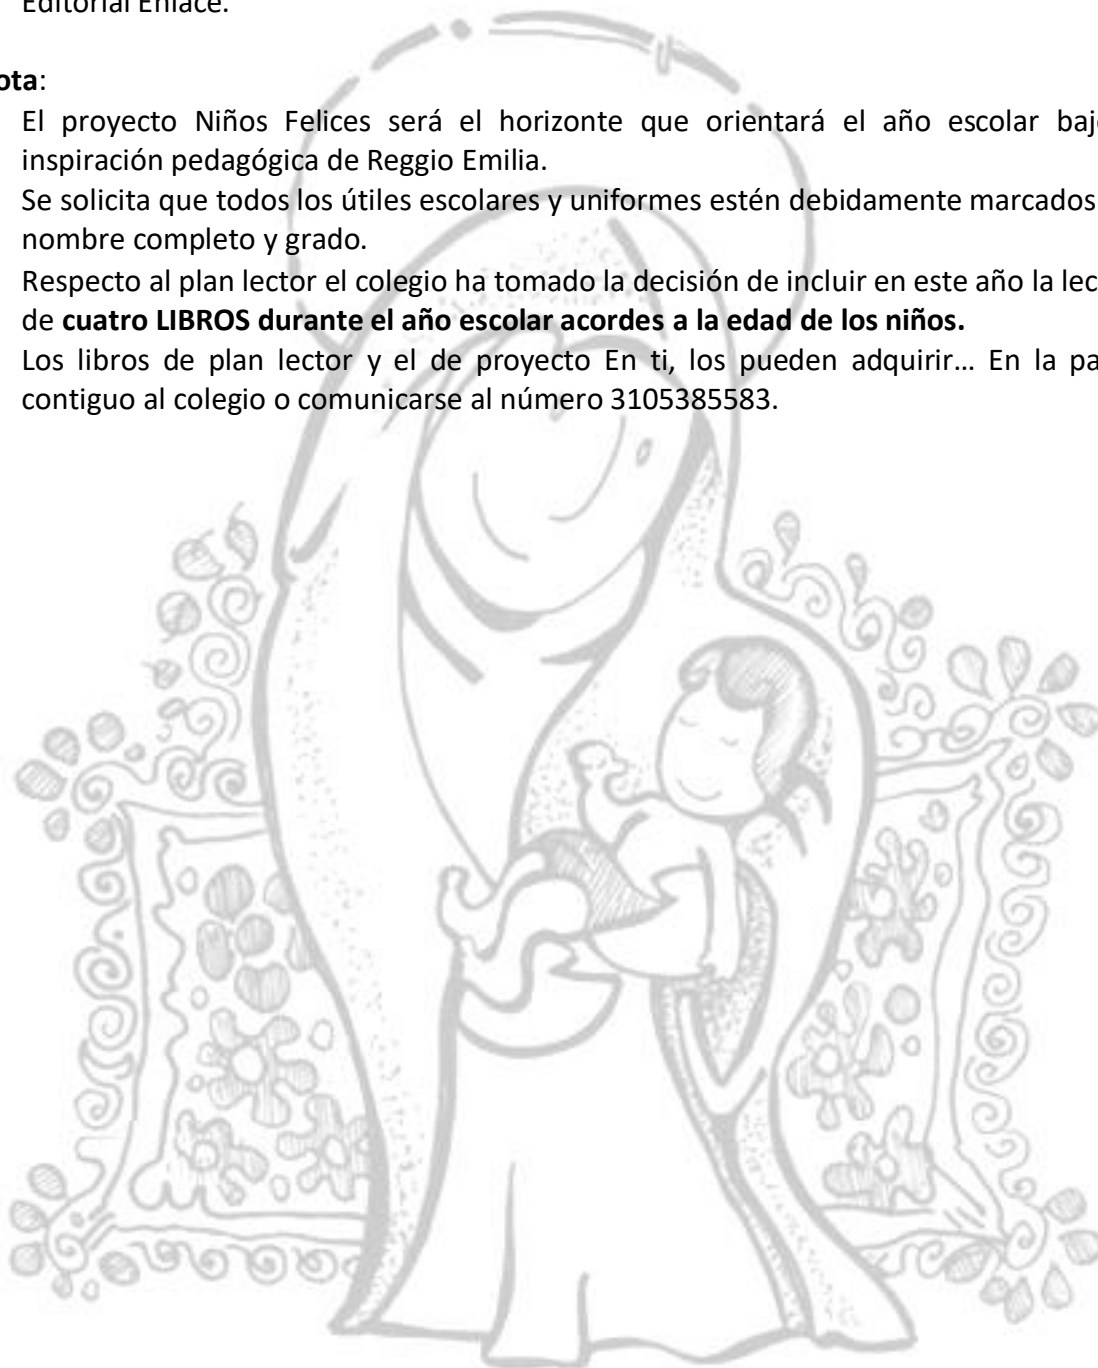 Editorial Enlace.
ota:
El proyecto Niños Felices será el horizonte que orientará el año escolar baj
inspiración pedagógica de Reggio Emilia.
Se solicita que todos los útiles escolares y uniformes estén debidamente marcados
nombre completo y grado.
Respecto al plan lector el colegio ha tomado la decisión de incluir en este año la lec
de cuatro LIBROS durante el año escolar acordes a la edad de los niños.
Los libros de plan lector y el de proyecto En ti, los pueden adquirir... En la pa
contiguo al colegio o comunicarse al número 3105385583.